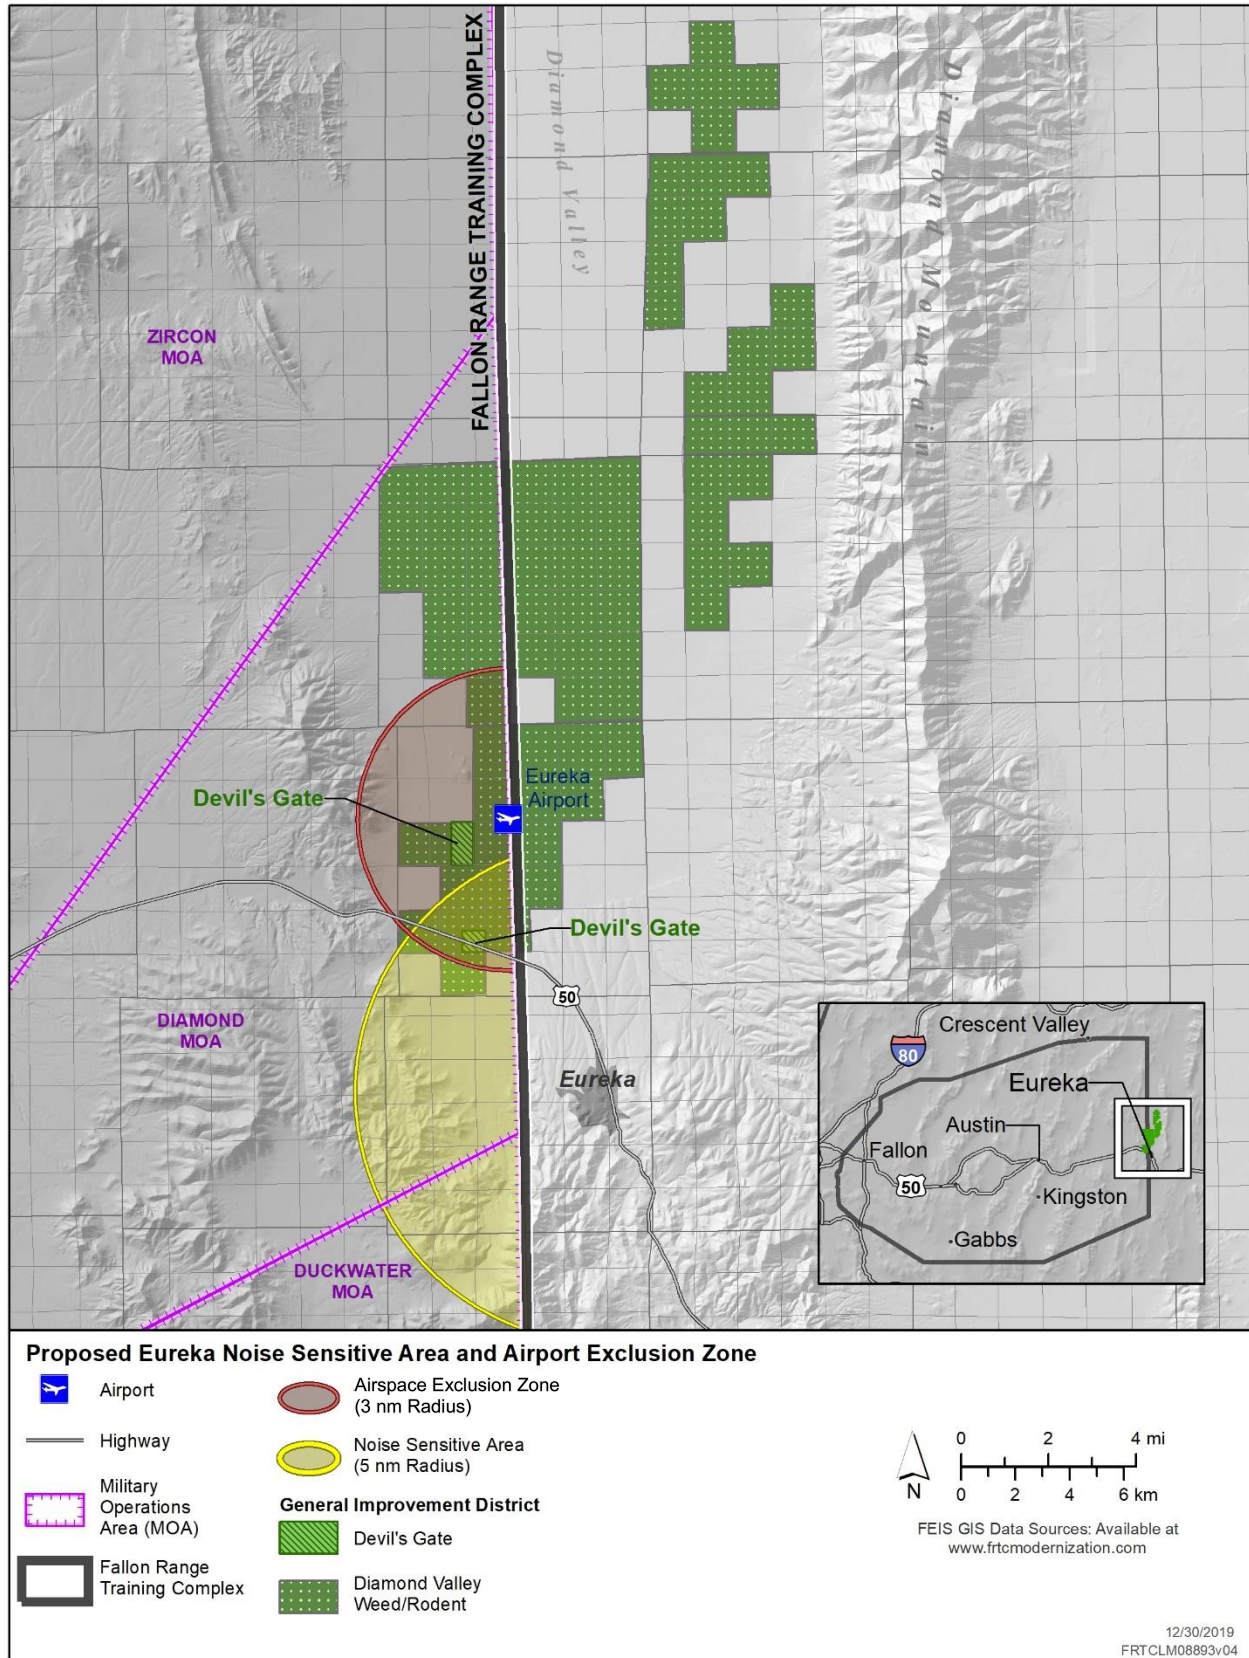 FALLON RANGE TRAINING COMPLEX
Diamond Valley
Diamond Mountain
ZIRCON
MOA
Devil's Gate
Eureka
Airport
Devil's Gate
50
DIAMOND
MOA
Eureka
DUCKWATER
MOA
Crescent Valley
80
Eureka
Austin
Fallon
50
Kingston
Gabbs
Proposed Eureka Noise Sensitive Area and Airport Exclusion Zone
Airport
Highway
Military
Operations
Area (MOA)
Fallon Range
Training Complex
Airspace Exclusion Zone
(3 nm Radius)
Noise Sensitive Area
(5 nm Radius)
General Improvement District
Devil's Gate
Diamond Valley
Weed/Rodent
N
0 2 4 mi
0 2 4 6 km
FEIS GIS Data Sources: Available at
www.frtcmodernization.com
12/30/2019
FRTCLM08893v04